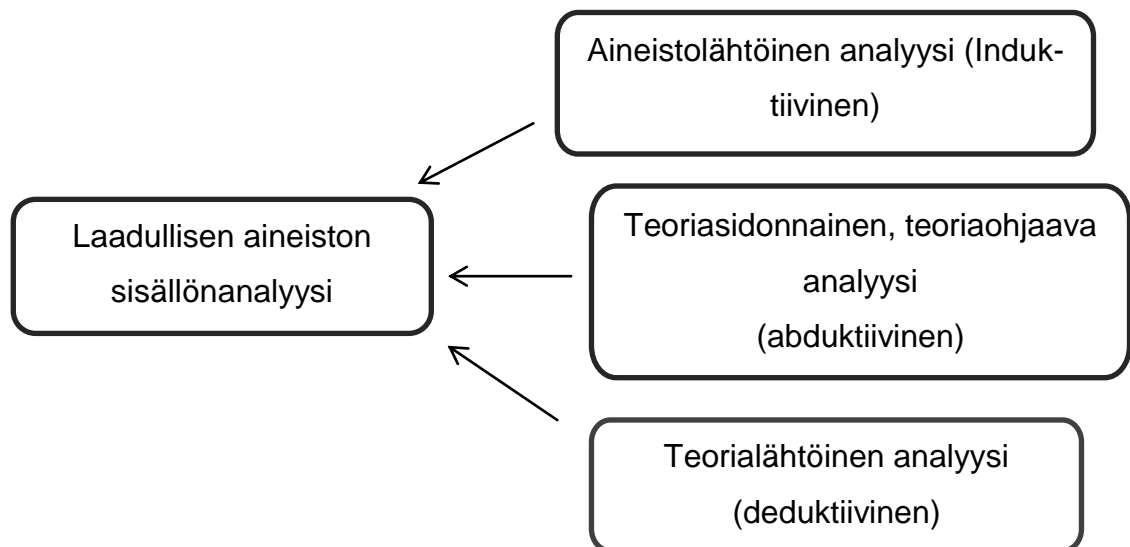 Aineistolähtöinen analyysi (Induk-
tiivinen)
Laadullisen aineiston
sisällönanalyysi
Teoriasidonnainen, teoriaohjaava
analyysi
(abduktiivinen)
Teorialähtöinen analyysi
(deduktiivinen)